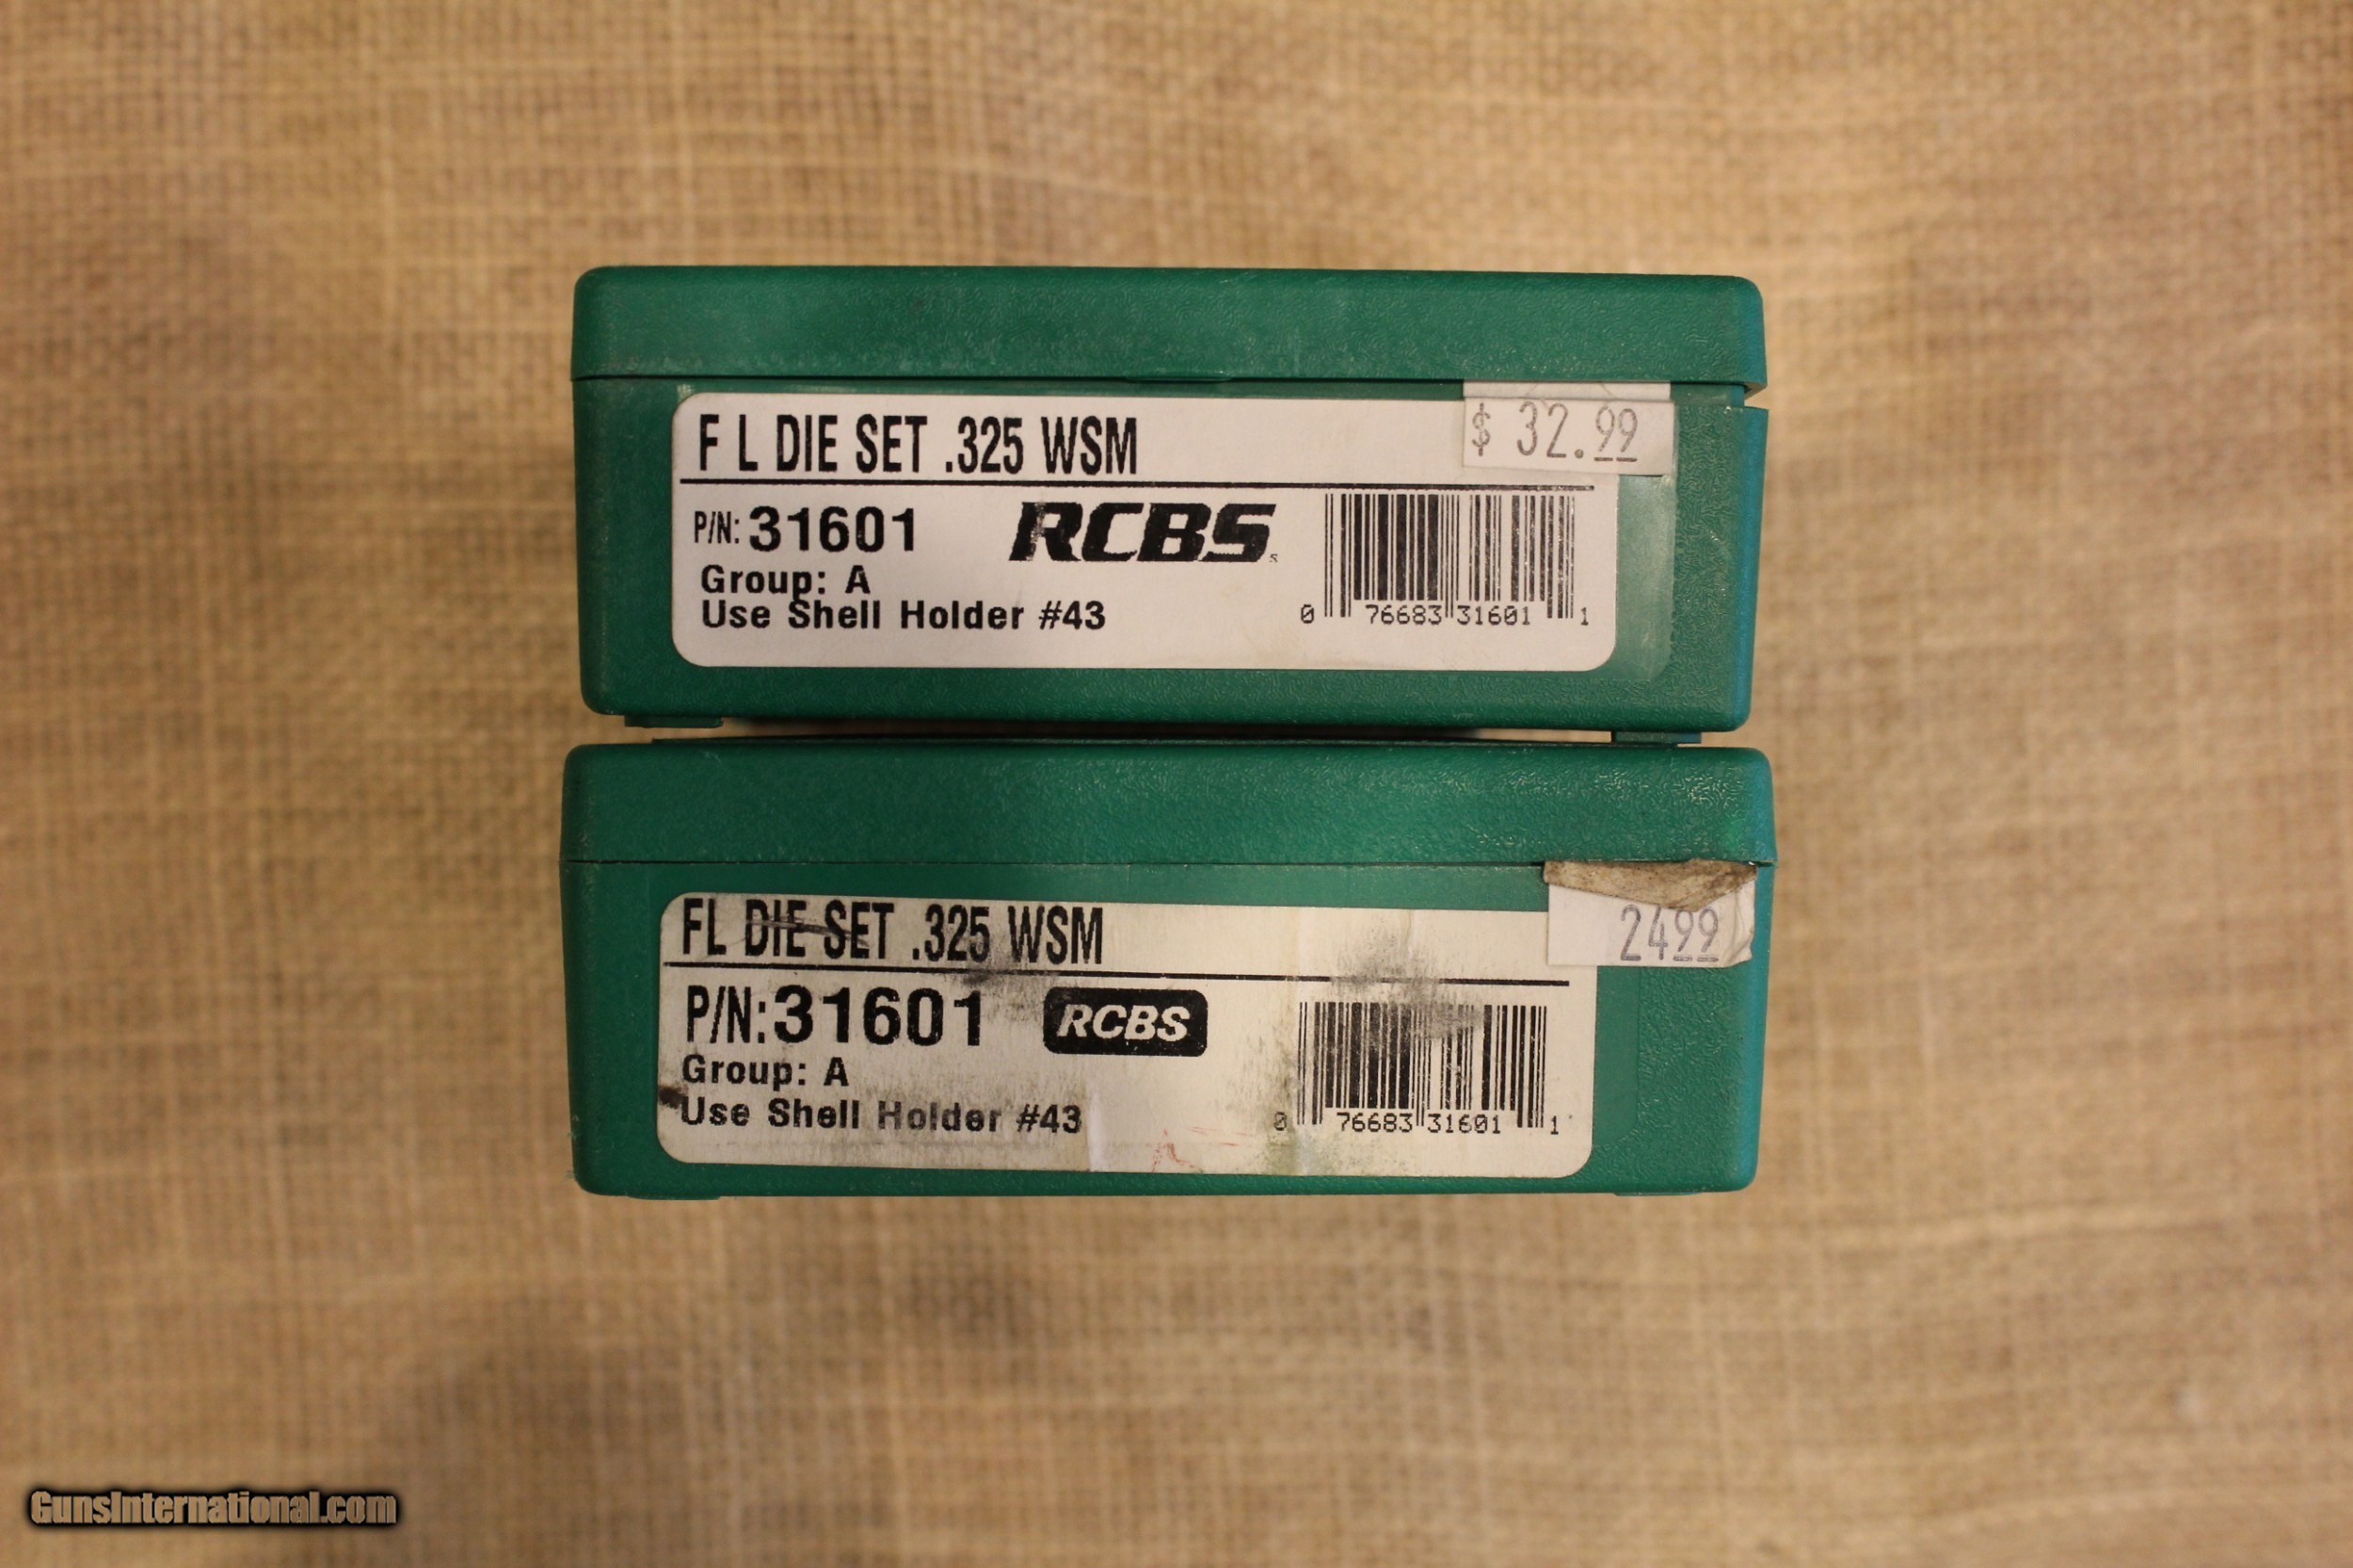 F L DIE SET .325 WSM
$ 32.99
P/N: 31601
RCBS
Group: A
Use Shell Holder #43
0 76683 31601 1
FL DIE SET .325 WSM
2499
P/N: 31601
RCBS
Group: A
Use Shell Holder #43
0 76683 31601 1
GunsInternational.com